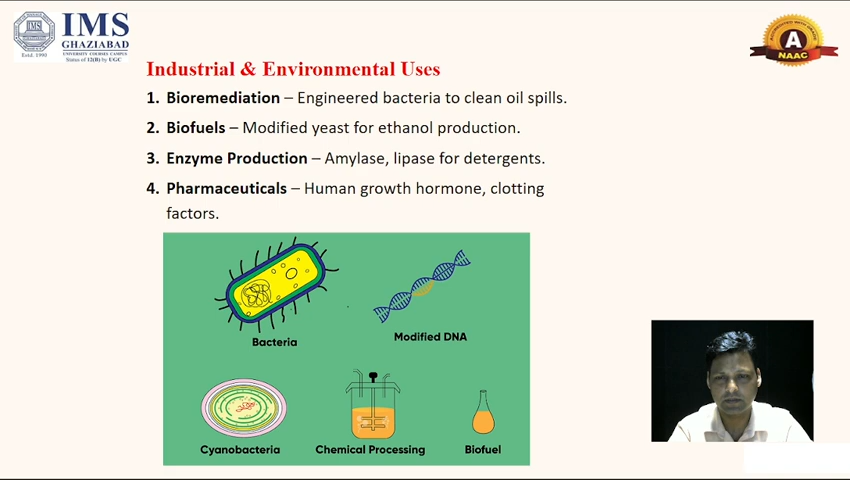 IMS
GHAZIABAD
UNIVERSITY COURSES CAMPUS
Estd. 1990
Status of 12(B) by UGC
A
NAAC
Industrial & Environmental Uses
1. Bioremediation – Engineered bacteria to clean oil spills.
2. Biofuels – Modified yeast for ethanol production.
3. Enzyme Production – Amylase, lipase for detergents.
4. Pharmaceuticals – Human growth hormone, clotting
factors.
Bacteria
Modified DNA
Cyanobacteria
Chemical Processing
Biofuel